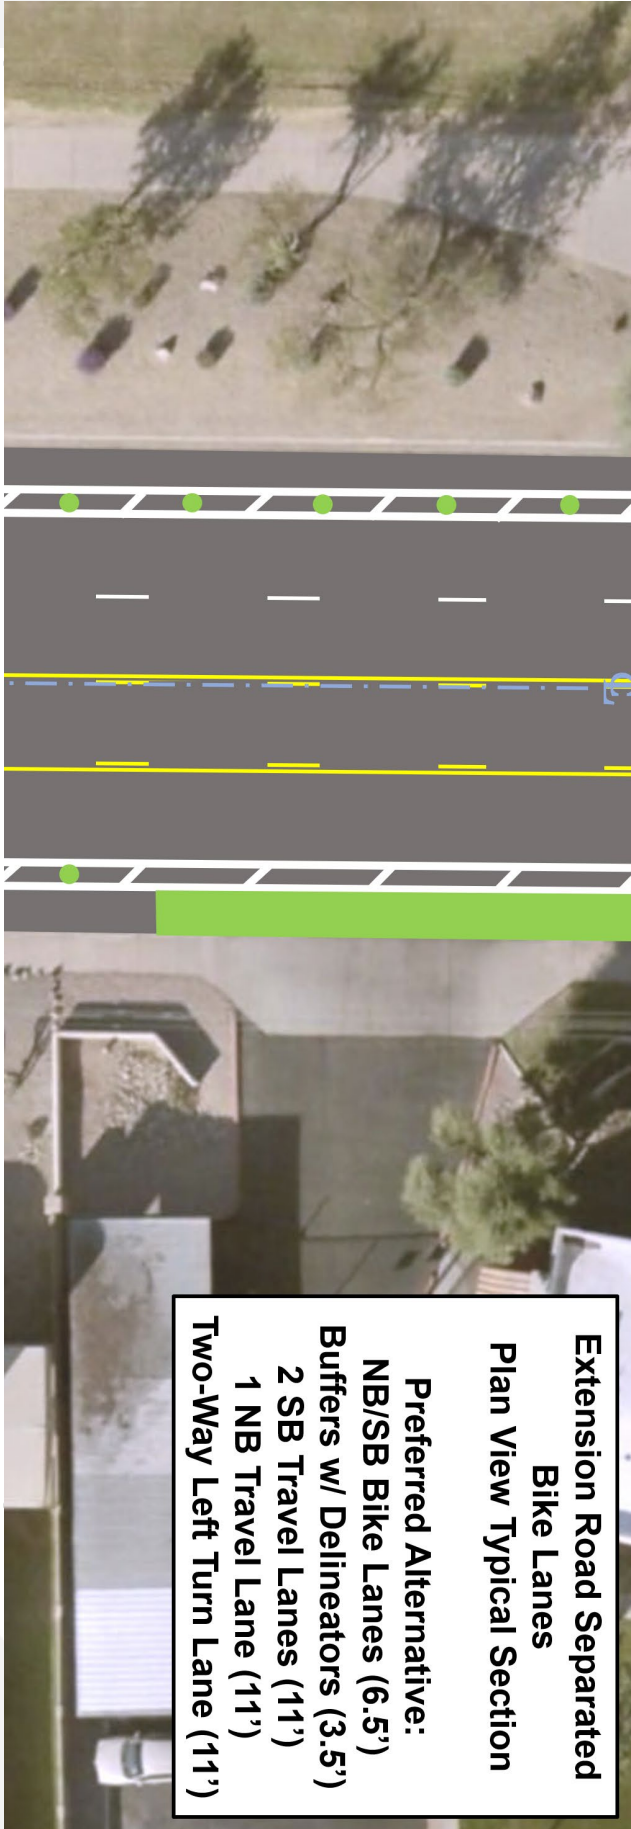 Extension Road Separated
Bike Lanes
Plan View Typical Section
Preferred Alternative:
NB/SB Bike Lanes (6.5’)
Buffers w/ Delineators (3.5’)
2 SB Travel Lanes (11’)
1 NB Travel Lane (11’)
Two-Way Left Turn Lane (11’)